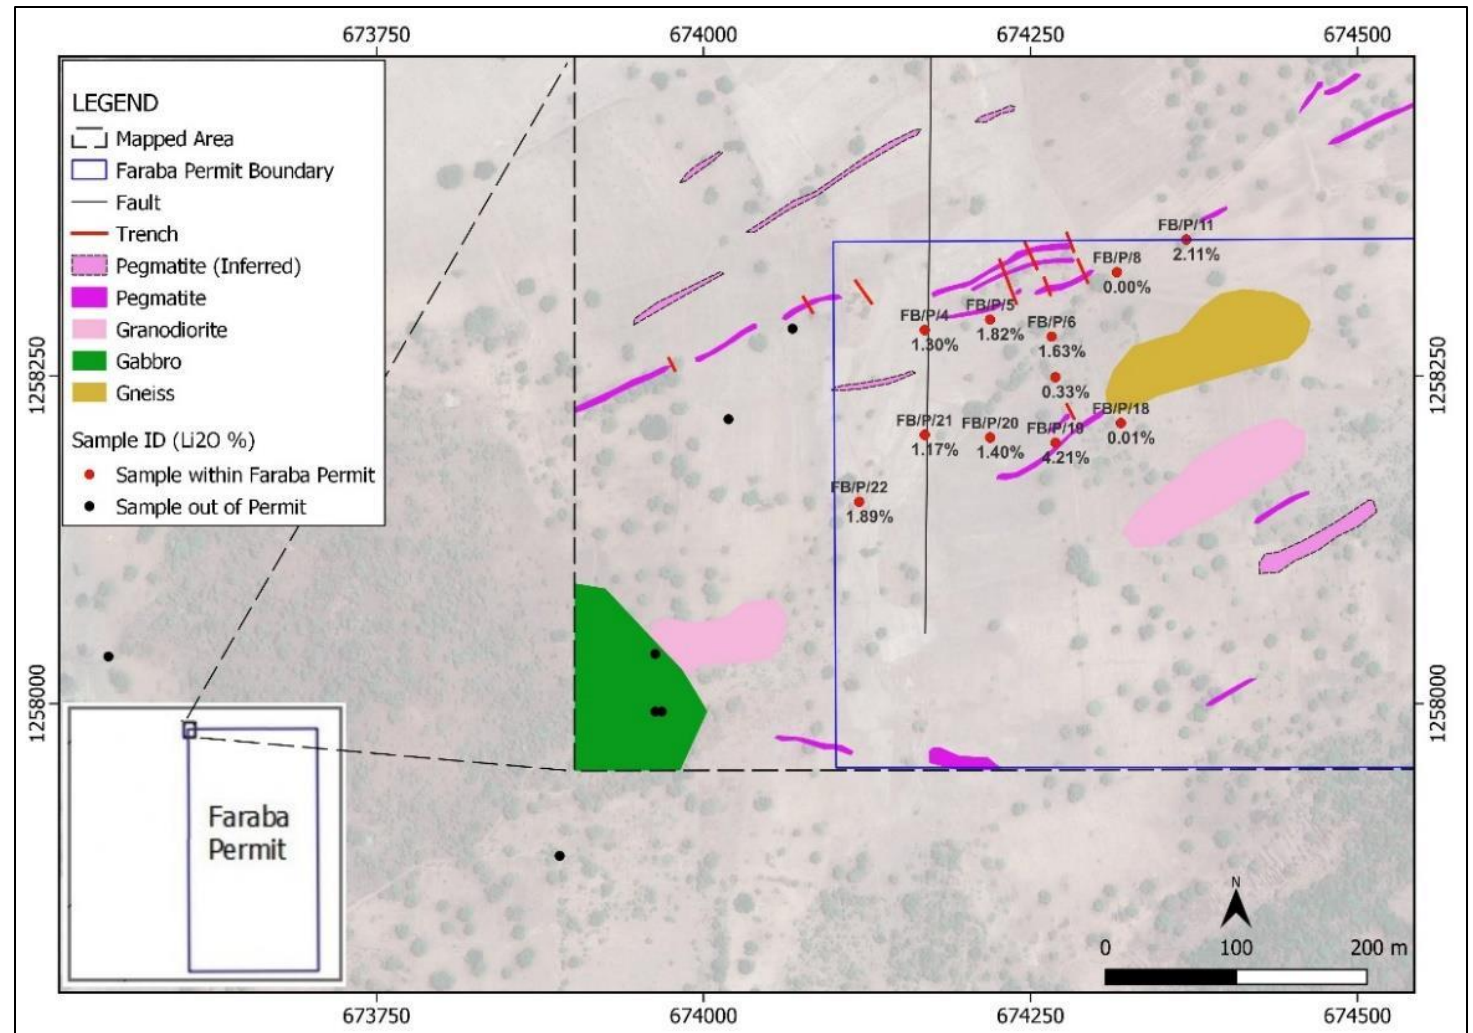 673750 674000 674250 674500
LEGEND
Mapped Area
Faraba Permit Boundary
Fault
Trench
Pegmatite (Inferred)
Pegmatite
Granodiorite
Gabbro
Gneiss
Sample ID (Li2O %)
Sample within Faraba Permit
Sample out of Permit
FB/P/11
2.11%
FB/P/8
0.00%
FB/P/4
1.30%
FB/P/5
1.82%
FB/P/6
1.63%
0.33%
FB/P/18
0.01%
FB/P/21
1.17%
FB/P/20
1.40%
FB/P/19
4.21%
FB/P/22
1.89%
1258250
1258250
1258000
1258000
Faraba
Permit
N
0 100 200 m
673750 674000 674250 674500